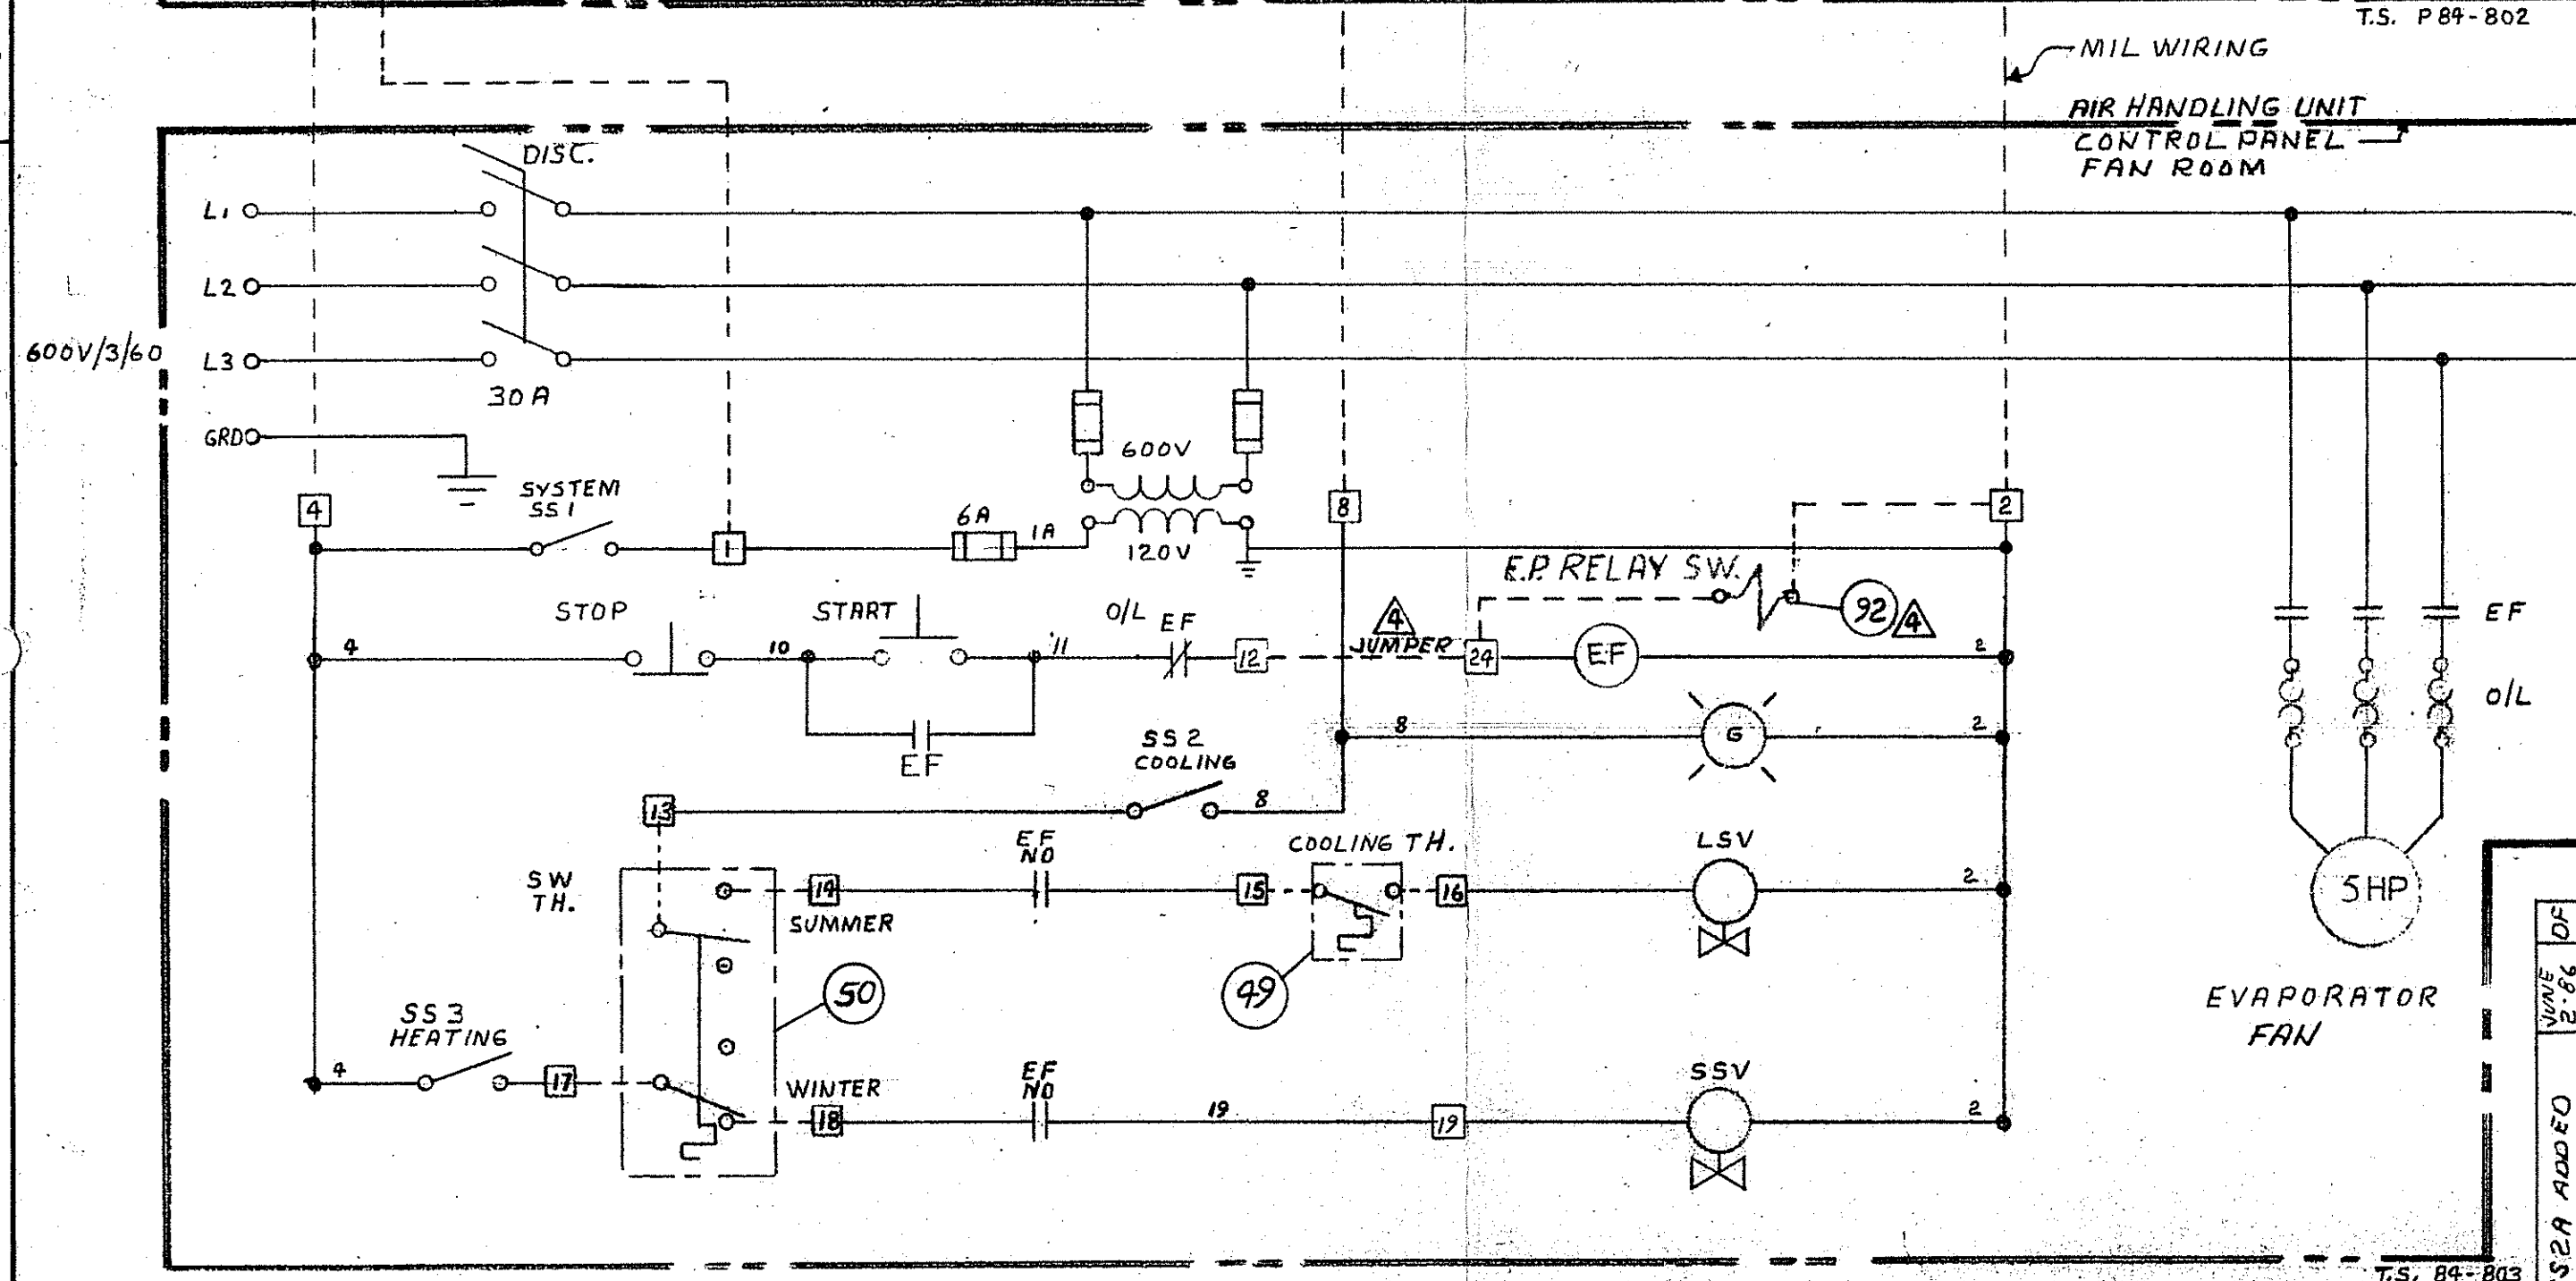 T.S. P84-802
MIL WIRING
AIR HANDLING UNIT
CONTROL PANEL
FAN ROOM
DISC.
L1
L2
600V/3/60
L3
30A
GRD
600V
120V
4
SYSTEM
SS1
1
6A
1A
8
2
E.P. RELAY SW.
92
4
STOP
START
O/L
EF
4
JUMPER
4
10
11
12
24
EF
2
EF
O/L
EF
8
G
2
SS2
COOLING
13
8
EF
NO
COOLING TH.
LSV
SW
TH.
14
SUMMER
15
16
2
5HP
50
49
EVAPORATOR
FAN
SS3
HEATING
4
17
WINTER
18
EF
NO
19
19
SSV
2
OF
JUNE
2·86
S2A ADDED
T.S. 84-803